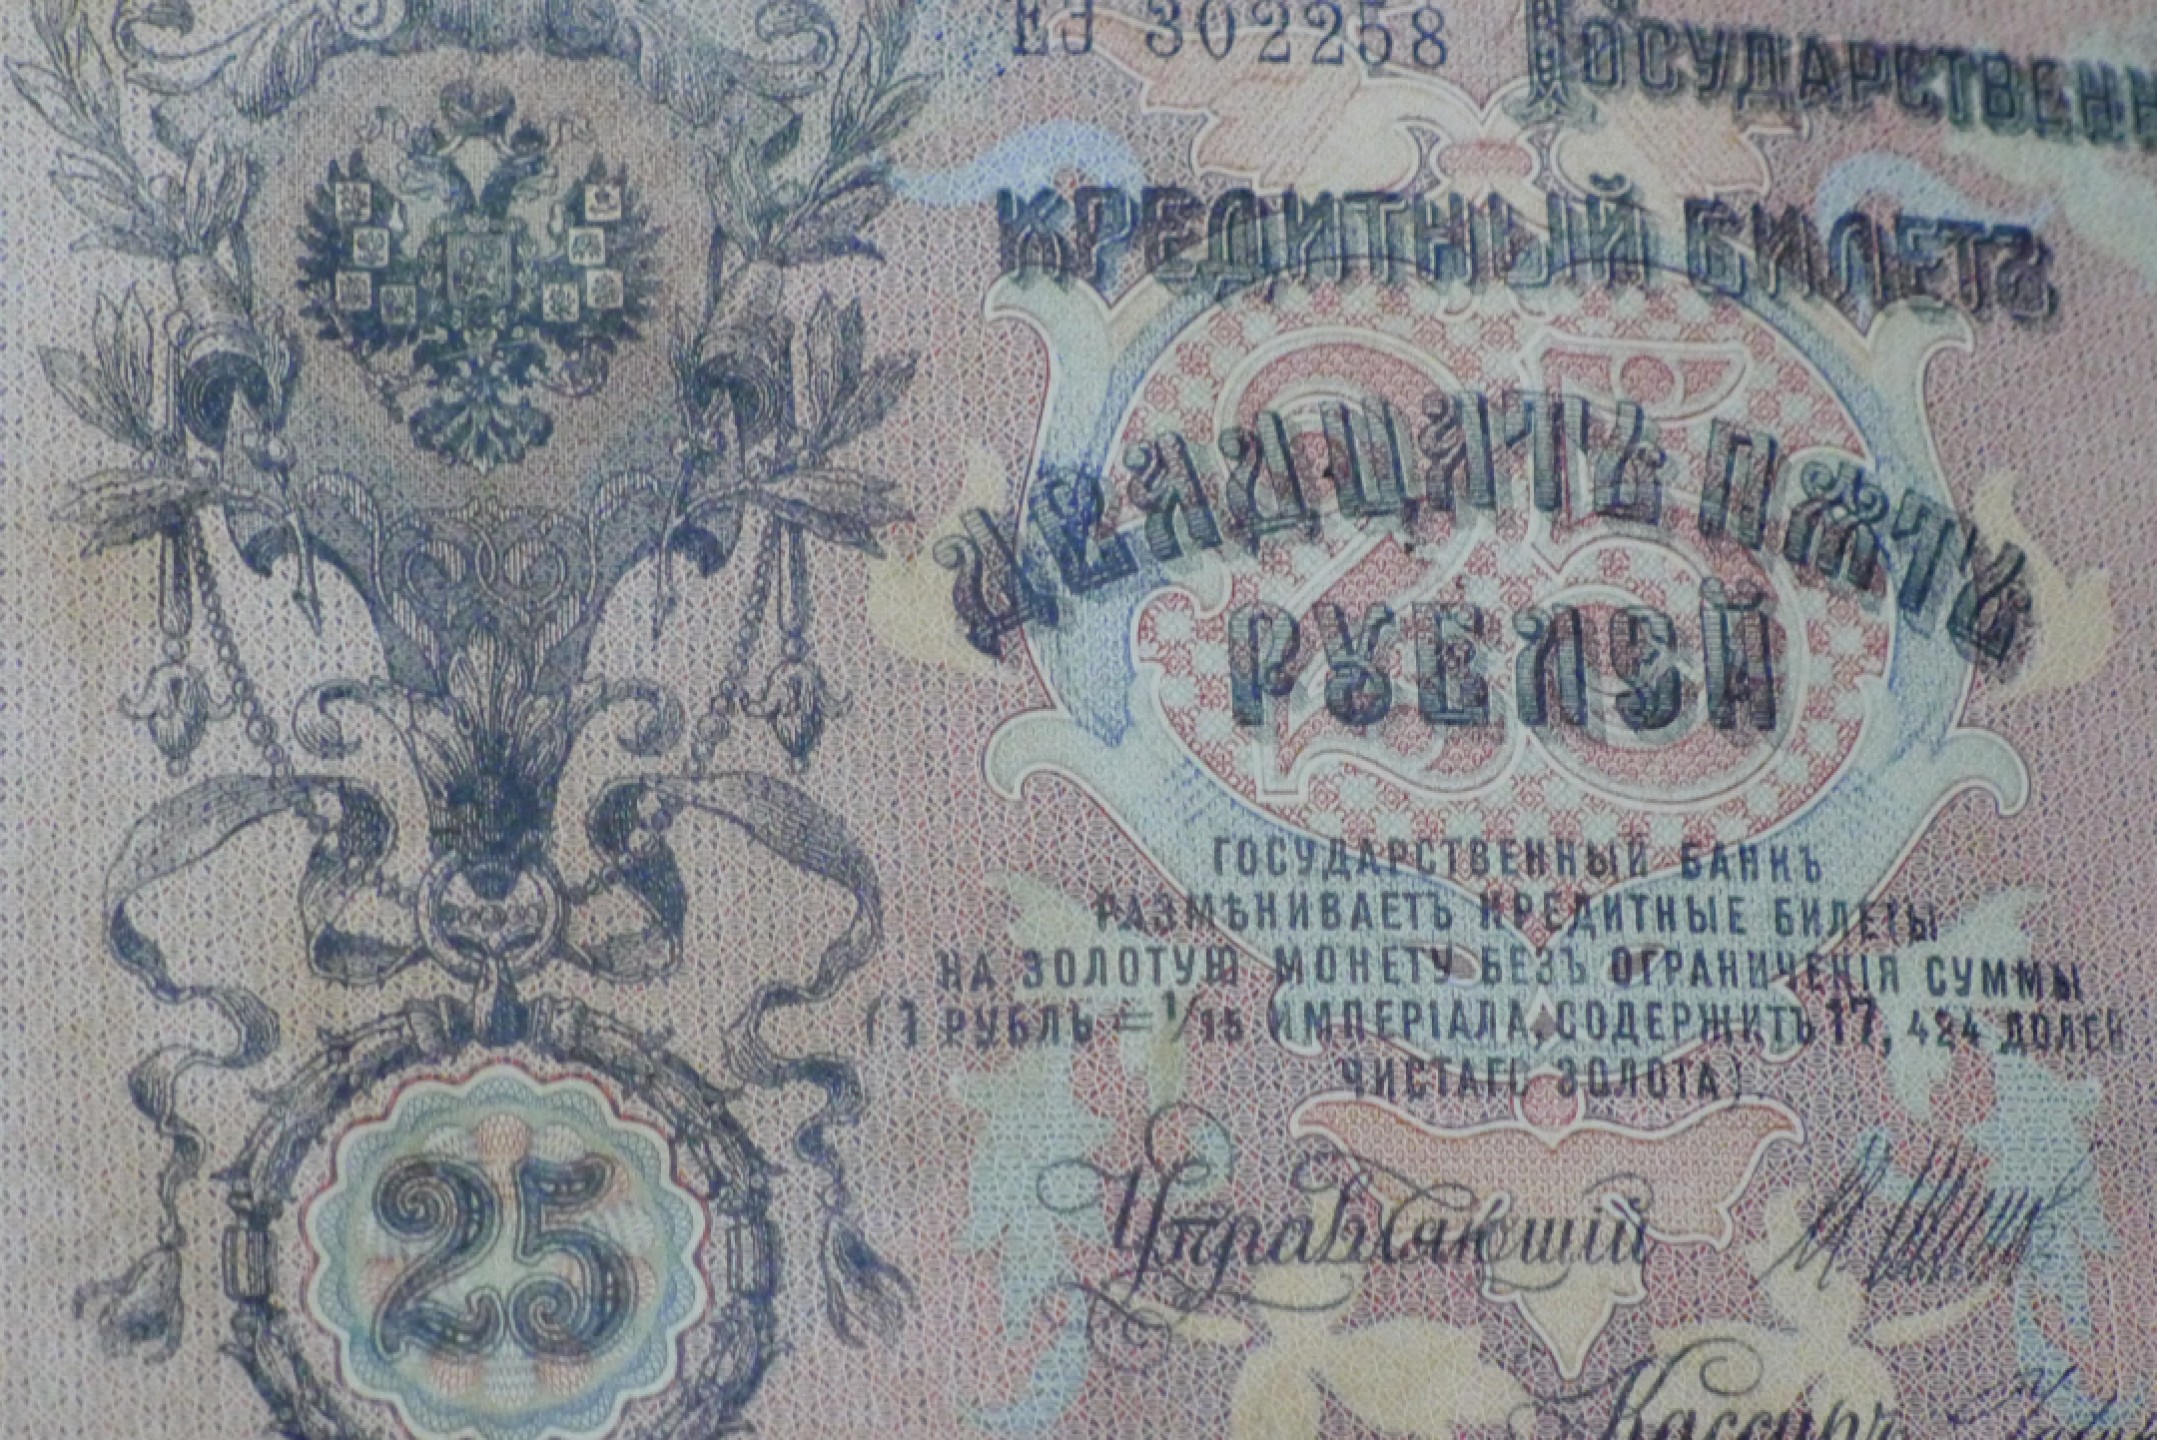 ЕЭ 302258
ГОСУДАРСТВЕНН
КРЕДИТНЫЙ БИЛЕТЪ
ДВАДЦАТЬ ПЯТЬ
РУБЛЕЙ
ГОСУДАРСТВЕННЫЙ БАНКЪ
РАЗМѢНИВАЕТЪ КРЕДИТНЫЕ БИЛЕТЫ
НА ЗОЛОТУЮ МОНЕТУ БЕЗЪ ОГРАНИЧЕНІЯ СУММЫ
(1 РУБЛЬ = 1/15 ИМПЕРІАЛА, СОДЕРЖИТЪ 17,424 ДОЛЕЙ
ЧИСТАГО ЗОЛОТА).
Управляющій
Кассиръ
25